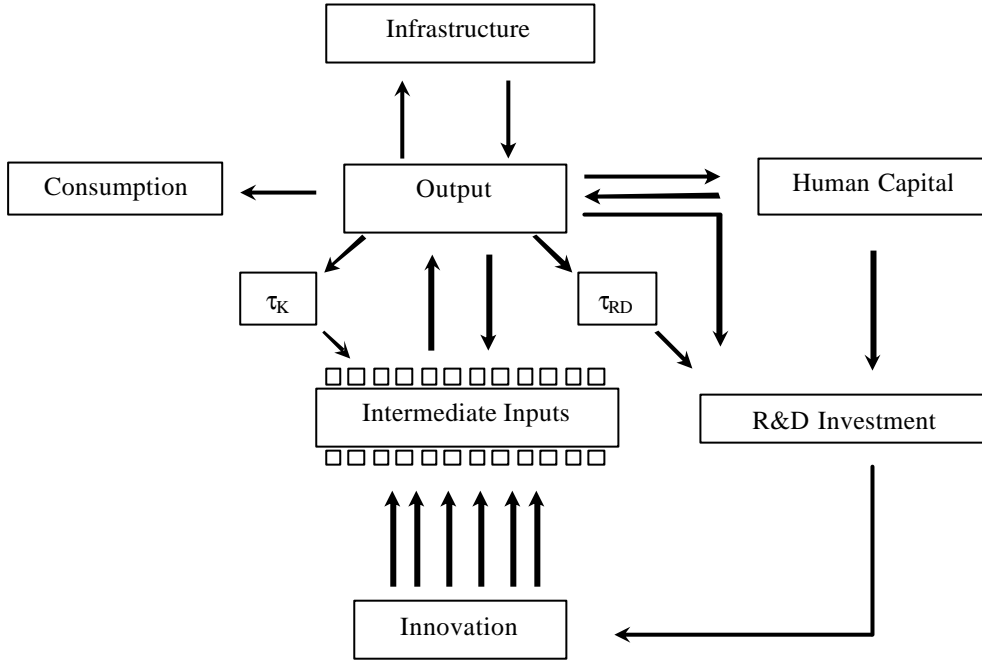 Infrastructure
Consumption
Output
Human Capital
τK
τRD
Intermediate Inputs
R&D Investment
Innovation